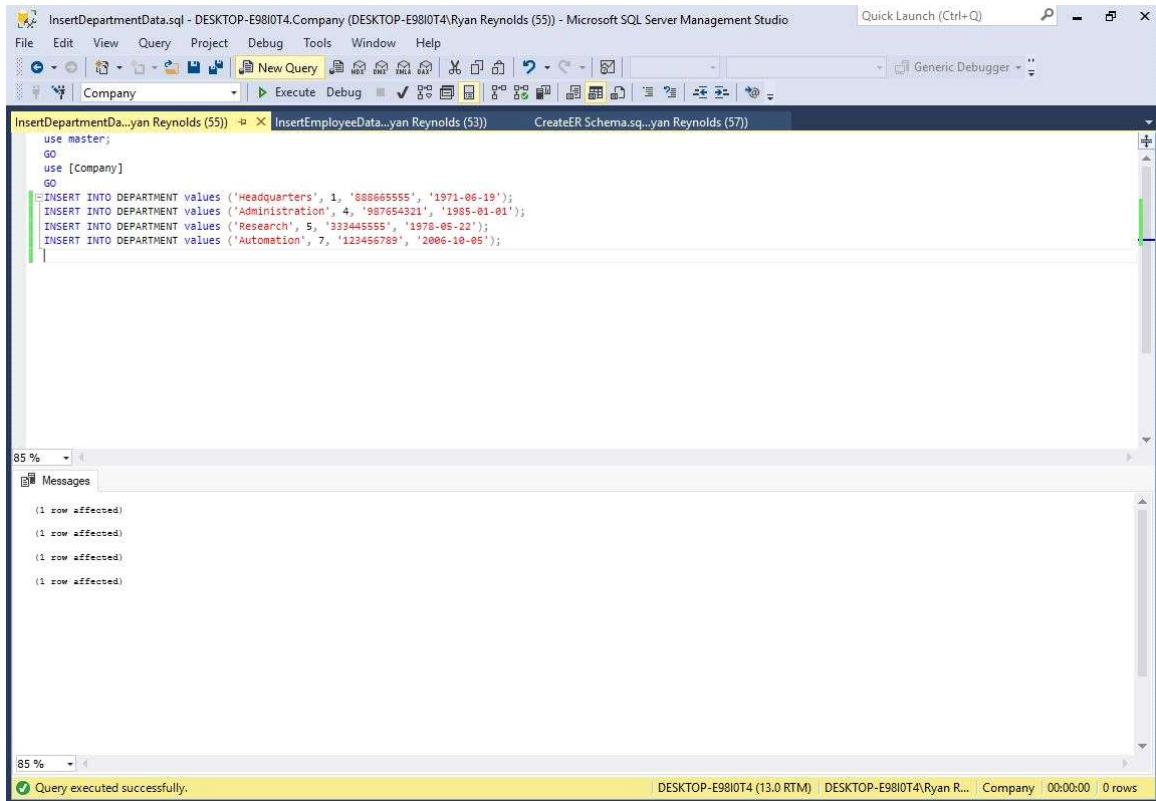 InsertDepartmentData.sql - DESKTOP-E98I0T4.Company (DESKTOP-E98I0T4\Ryan Reynolds (55)) - Microsoft SQL Server Management Studio
Quick Launch (Ctrl+Q)
File Edit View Query Project Debug Tools Window Help
New Query MDX DMX XMLA DAX Generic Debugger
Company Execute Debug
InsertDepartmentDa...yan Reynolds (55)) InsertEmployeeData...yan Reynolds (53)) CreateER Schema.sq...yan Reynolds (57))
use master;
GO
use [Company]
GO
INSERT INTO DEPARTMENT values ('Headquarters', 1, '888665555', '1971-06-19');
INSERT INTO DEPARTMENT values ('Administration', 4, '987654321', '1985-01-01');
INSERT INTO DEPARTMENT values ('Research', 5, '333445555', '1978-05-22');
INSERT INTO DEPARTMENT values ('Automation', 7, '123456789', '2006-10-05');
85 %
Messages
(1 row affected)
(1 row affected)
(1 row affected)
(1 row affected)
85 %
Query executed successfully. DESKTOP-E98I0T4 (13.0 RTM) DESKTOP-E98I0T4\Ryan R... Company 00:00:00 0 rows